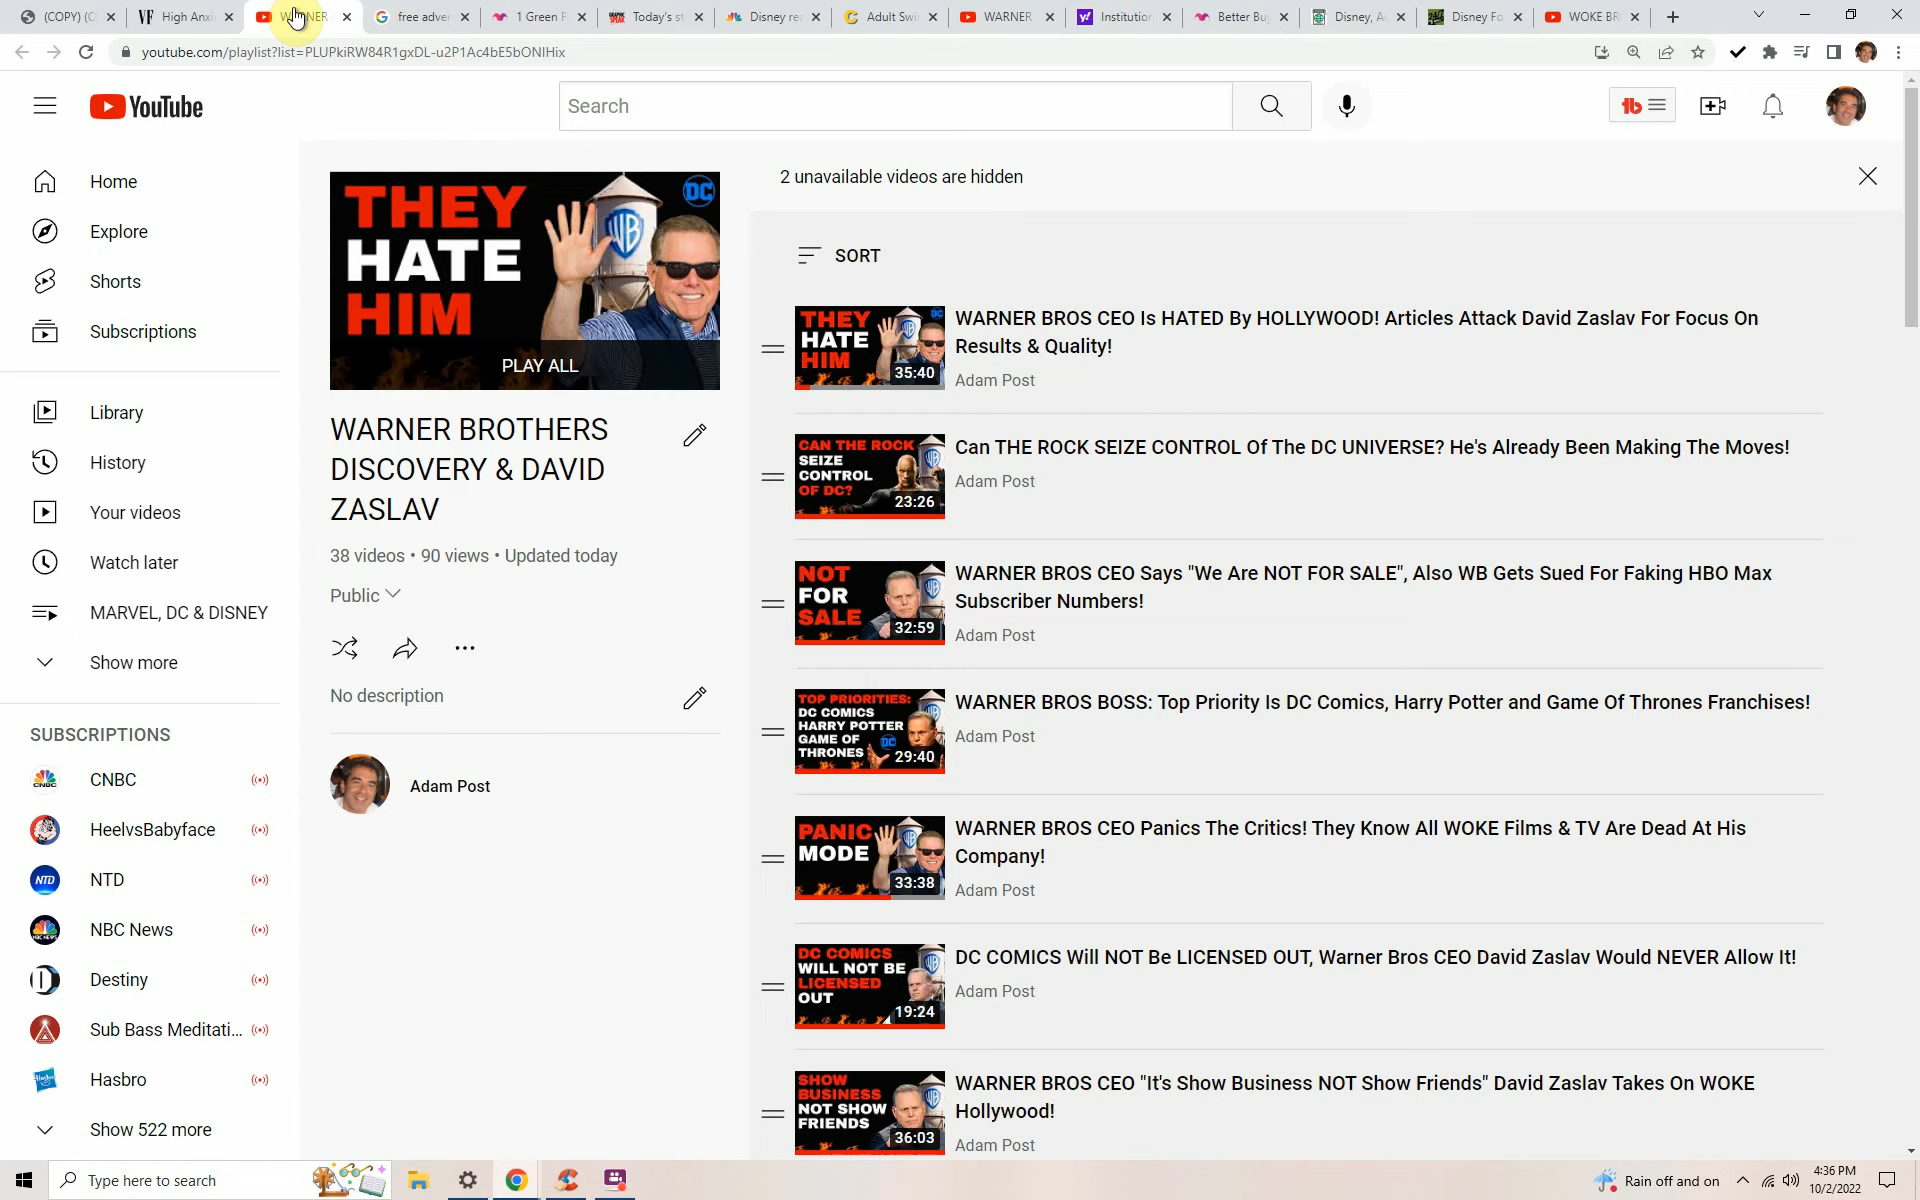 (COPY) (C
High Anxi
WARNER
free adver
1 Green F
Today's st
Disney rea
Adult Swi
WARNER
Institution
Better Bu
Disney, A
Disney Fo
WOKE BR
youtube.com/playlist?list=PLUPkiRW84R1gxDL-u2P1Ac4bE5bONIHix
YouTube
Search
Home
Explore
Shorts
Subscriptions
Library
History
Your videos
Watch later
MARVEL, DC & DISNEY
Show more
SUBSCRIPTIONS
CNBC
HeelvsBabyface
NTD
NBC News
Destiny
Sub Bass Meditati...
Hasbro
Show 522 more
THEY
HATE
HIM
DC
WB
PLAY ALL
WARNER BROTHERS
DISCOVERY & DAVID
ZASLAV
38 videos • 90 views • Updated today
Public
No description
Adam Post
2 unavailable videos are hidden
SORT
THEY
HATE
HIM
35:40
WARNER BROS CEO Is HATED By HOLLYWOOD! Articles Attack David Zaslav For Focus On
Results & Quality!
Adam Post
CAN THE ROCK
SEIZE
CONTROL
OF DC?
23:26
Can THE ROCK SEIZE CONTROL Of The DC UNIVERSE? He's Already Been Making The Moves!
Adam Post
NOT
FOR
SALE
32:59
WARNER BROS CEO Says "We Are NOT FOR SALE", Also WB Gets Sued For Faking HBO Max
Subscriber Numbers!
Adam Post
TOP PRIORITIES:
DC COMICS
HARRY POTTER
GAME OF
THRONES
29:40
WARNER BROS BOSS: Top Priority Is DC Comics, Harry Potter and Game Of Thrones Franchises!
Adam Post
PANIC
MODE
33:38
WARNER BROS CEO Panics The Critics! They Know All WOKE Films & TV Are Dead At His
Company!
Adam Post
DC COMICS
WILL NOT BE
LICENSED
OUT
19:24
DC COMICS Will NOT Be LICENSED OUT, Warner Bros CEO David Zaslav Would NEVER Allow It!
Adam Post
SHOW
BUSINESS
NOT SHOW
FRIENDS
36:03
WARNER BROS CEO "It's Show Business NOT Show Friends" David Zaslav Takes On WOKE
Hollywood!
Adam Post
Type here to search
Rain off and on
4:36 PM
10/2/2022